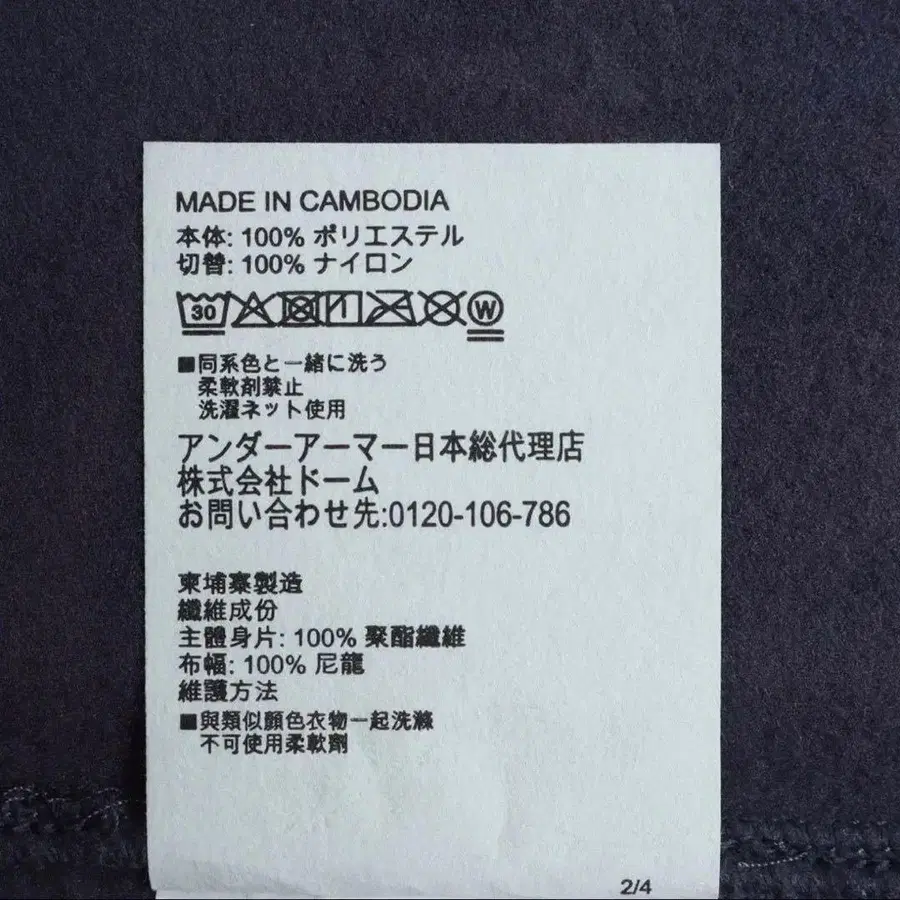 MADE IN CAMBODIA
本体: 100% ポリエステル
切替: 100% ナイロン
30 W
■同系色と一緒に洗う
柔軟剤禁止
洗濯ネット使用
アンダーアーマー日本総代理店
株式会社ドーム
お問い合わせ先:0120-106-786
柬埔寨製造
纖維成份
主體身片: 100% 聚酯纖維
布幅: 100% 尼龍
維護方法
■與類似顏色衣物一起洗滌
不可使用柔軟劑
2/4